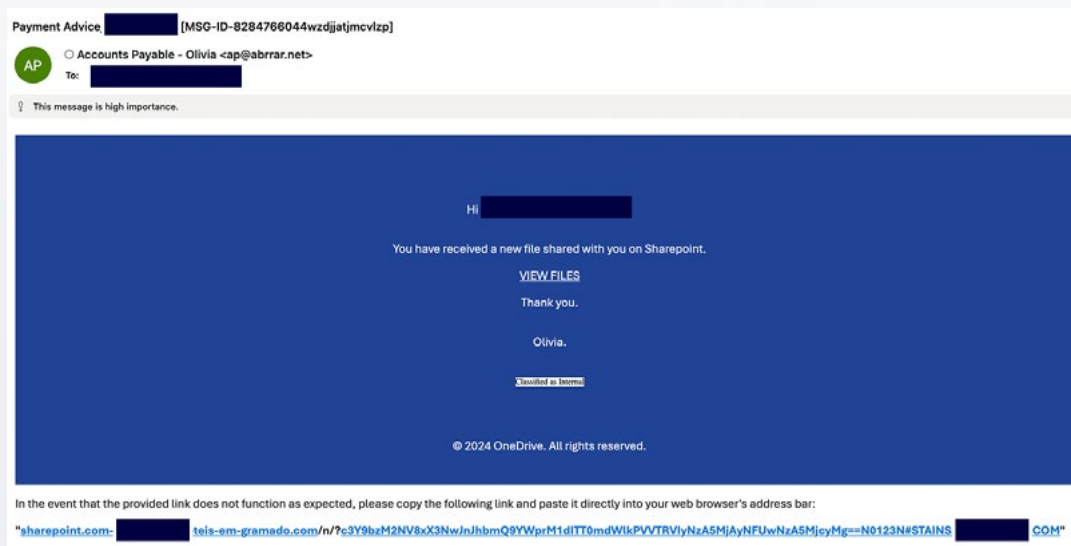 Payment Advice [MSG-ID-8284766044wzdjjatjmcvlzp]
AP
Accounts Payable - Olivia <ap@abrrar.net>
To:
This message is high importance.
Hi
You have received a new file shared with you on Sharepoint.
VIEW FILES
Thank you.
Olivia.
Classified as Internal
© 2024 OneDrive. All rights reserved.
In the event that the provided link does not function as expected, please copy the following link and paste it directly into your web browser's address bar:
"sharepoint.com- teis-em-gramado.com/n/?c3Y9bzM2NV8xX3NwJnJhbmQ9YWprM1dITT0mdWlkPVVTRVIyNzA5MjAyNFUwNzA5MjcyMg==N0123N#STAINS COM"